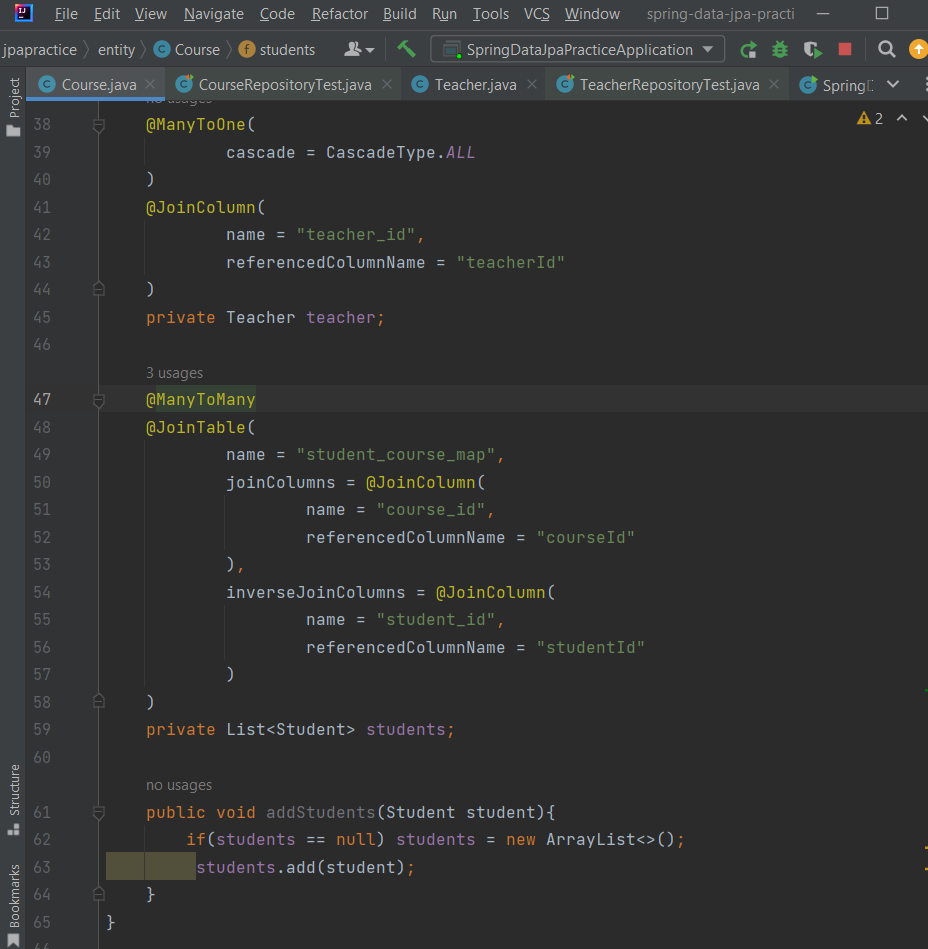 File Edit View Navigate Code Refactor Build Run Tools VCS Window spring-data-jpa-practi
jpapractice entity Course students SpringDataJpaPracticeApplication
Course.java CourseRepositoryTest.java Teacher.java TeacherRepositoryTest.java Spring
Project
no usages
38 @ManyToOne( 2
39 cascade = CascadeType.ALL
40 )
41 @JoinColumn(
42 name = "teacher_id",
43 referencedColumnName = "teacherId"
44 )
45 private Teacher teacher;
46
3 usages
47 @ManyToMany
48 @JoinTable(
49 name = "student_course_map",
50 joinColumns = @JoinColumn(
51 name = "course_id",
52 referencedColumnName = "courseId"
53 ),
54 inverseJoinColumns = @JoinColumn(
55 name = "student_id",
56 referencedColumnName = "studentId"
57 )
58 )
59 private List<Student> students;
60
no usages
61 public void addStudents(Student student){
62 if(students == null) students = new ArrayList<>();
63 students.add(student);
64 }
65 }
Structure
Bookmarks